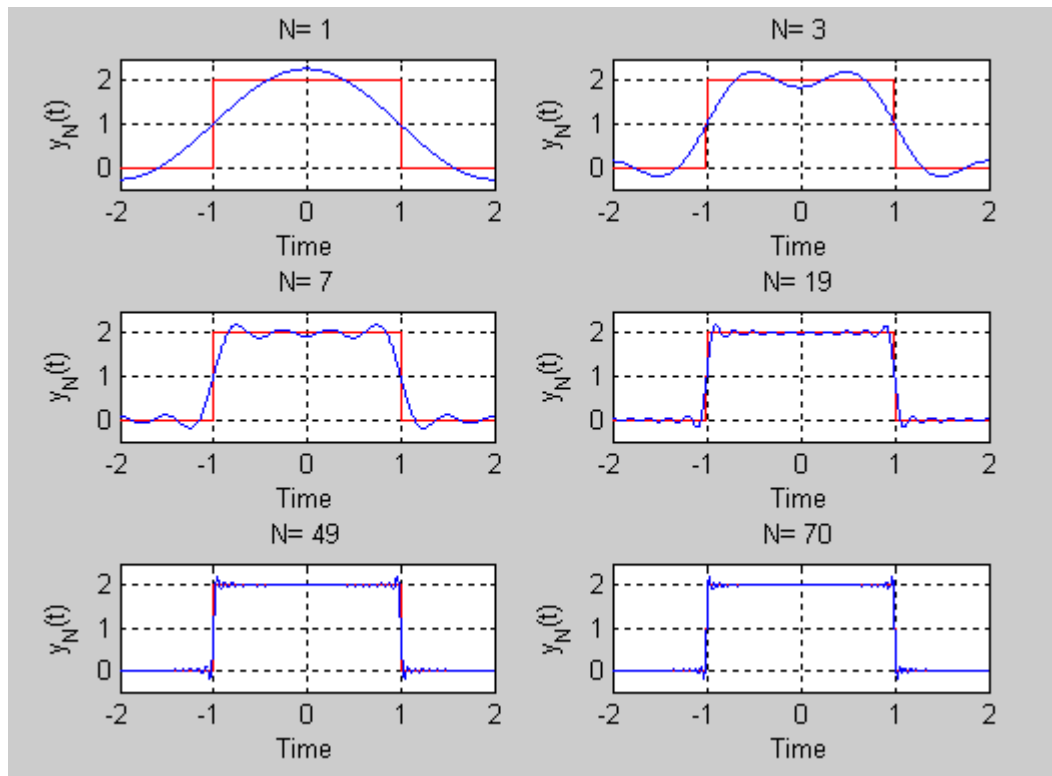 N= 1
y_N(t)
2
1
0
-2 -1 0 1 2
Time
N= 3
y_N(t)
2
1
0
-2 -1 0 1 2
Time
N= 7
y_N(t)
2
1
0
-2 -1 0 1 2
Time
N= 19
y_N(t)
2
1
0
-2 -1 0 1 2
Time
N= 49
y_N(t)
2
1
0
-2 -1 0 1 2
Time
N= 70
y_N(t)
2
1
0
-2 -1 0 1 2
Time